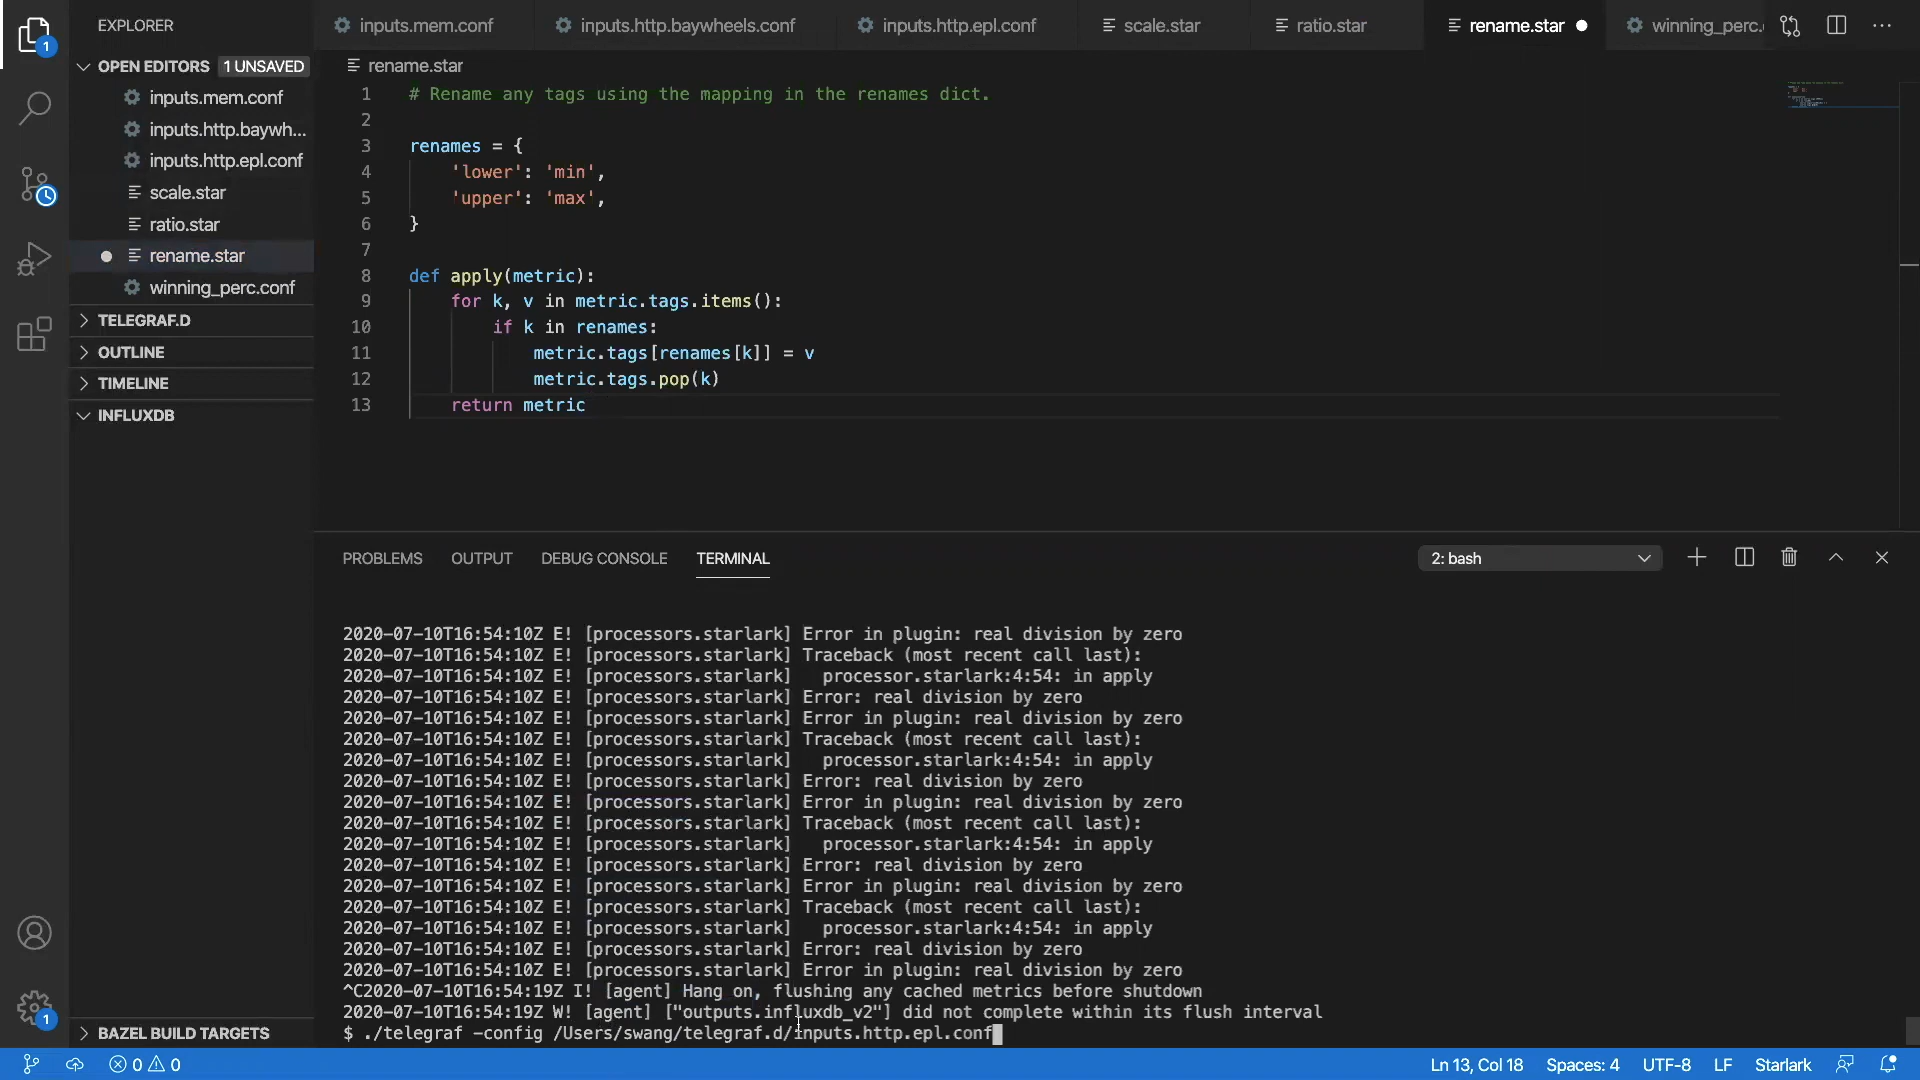 EXPLORER
inputs.mem.conf
inputs.http.baywheels.conf
inputs.http.epl.conf
scale.star
ratio.star
rename.star
winning_perc.
1
OPEN EDITORS 1 UNSAVED
inputs.mem.conf
inputs.http.baywh...
inputs.http.epl.conf
scale.star
ratio.star
rename.star
winning_perc.conf
TELEGRAF.D
OUTLINE
TIMELINE
INFLUXDB
BAZEL BUILD TARGETS
1
rename.star
1 # Rename any tags using the mapping in the renames dict.
2
3 renames = {
4 'lower': 'min',
5 'upper': 'max',
6 }
7
8 def apply(metric):
9 for k, v in metric.tags.items():
10 if k in renames:
11 metric.tags[renames[k]] = v
12 metric.tags.pop(k)
13 return metric
PROBLEMS OUTPUT DEBUG CONSOLE TERMINAL
2: bash
2020-07-10T16:54:10Z E! [processors.starlark] Error in plugin: real division by zero
2020-07-10T16:54:10Z E! [processors.starlark] Traceback (most recent call last):
2020-07-10T16:54:10Z E! [processors.starlark] processor.starlark:4:54: in apply
2020-07-10T16:54:10Z E! [processors.starlark] Error: real division by zero
2020-07-10T16:54:10Z E! [processors.starlark] Error in plugin: real division by zero
2020-07-10T16:54:10Z E! [processors.starlark] Traceback (most recent call last):
2020-07-10T16:54:10Z E! [processors.starlark] processor.starlark:4:54: in apply
2020-07-10T16:54:10Z E! [processors.starlark] Error: real division by zero
2020-07-10T16:54:10Z E! [processors.starlark] Error in plugin: real division by zero
2020-07-10T16:54:10Z E! [processors.starlark] Traceback (most recent call last):
2020-07-10T16:54:10Z E! [processors.starlark] processor.starlark:4:54: in apply
2020-07-10T16:54:10Z E! [processors.starlark] Error: real division by zero
2020-07-10T16:54:10Z E! [processors.starlark] Error in plugin: real division by zero
2020-07-10T16:54:10Z E! [processors.starlark] Traceback (most recent call last):
2020-07-10T16:54:10Z E! [processors.starlark] processor.starlark:4:54: in apply
2020-07-10T16:54:10Z E! [processors.starlark] Error: real division by zero
2020-07-10T16:54:10Z E! [processors.starlark] Error in plugin: real division by zero
^C2020-07-10T16:54:19Z I! [agent] Hang on, flushing any cached metrics before shutdown
2020-07-10T16:54:19Z W! [agent] ["outputs.influxdb_v2"] did not complete within its flush interval
$ ./telegraf -config /Users/swang/telegraf.d/inputs.http.epl.conf
0 0
Ln 13, Col 18
Spaces: 4
UTF-8
LF
Starlark